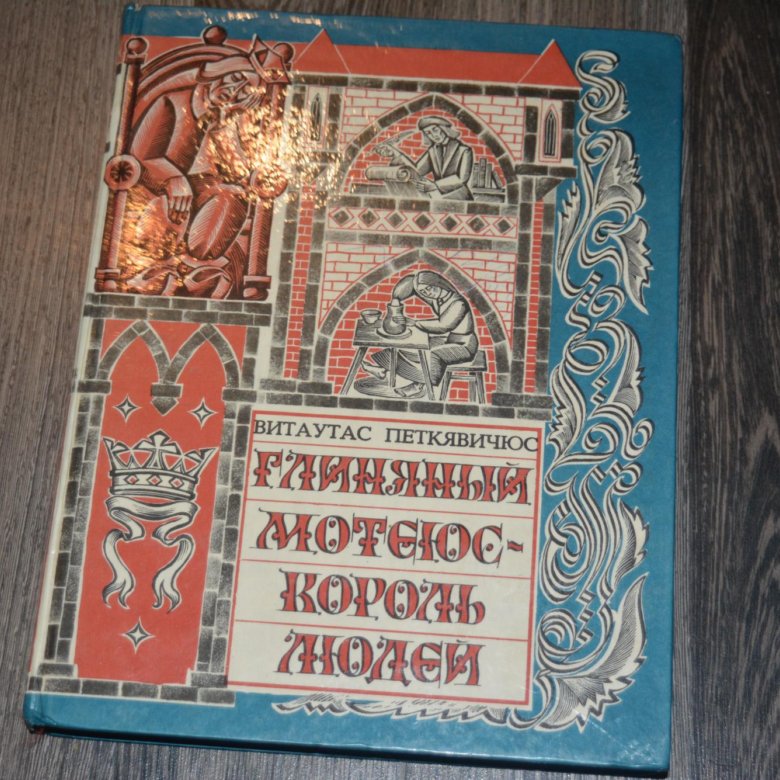 ВИТАУТАС ПЕТКЯВИЧЮС
ГЛИНЯНЫЙ
МОТЕЮС-
КОРОЛЬ
ЛЮДЕЙ